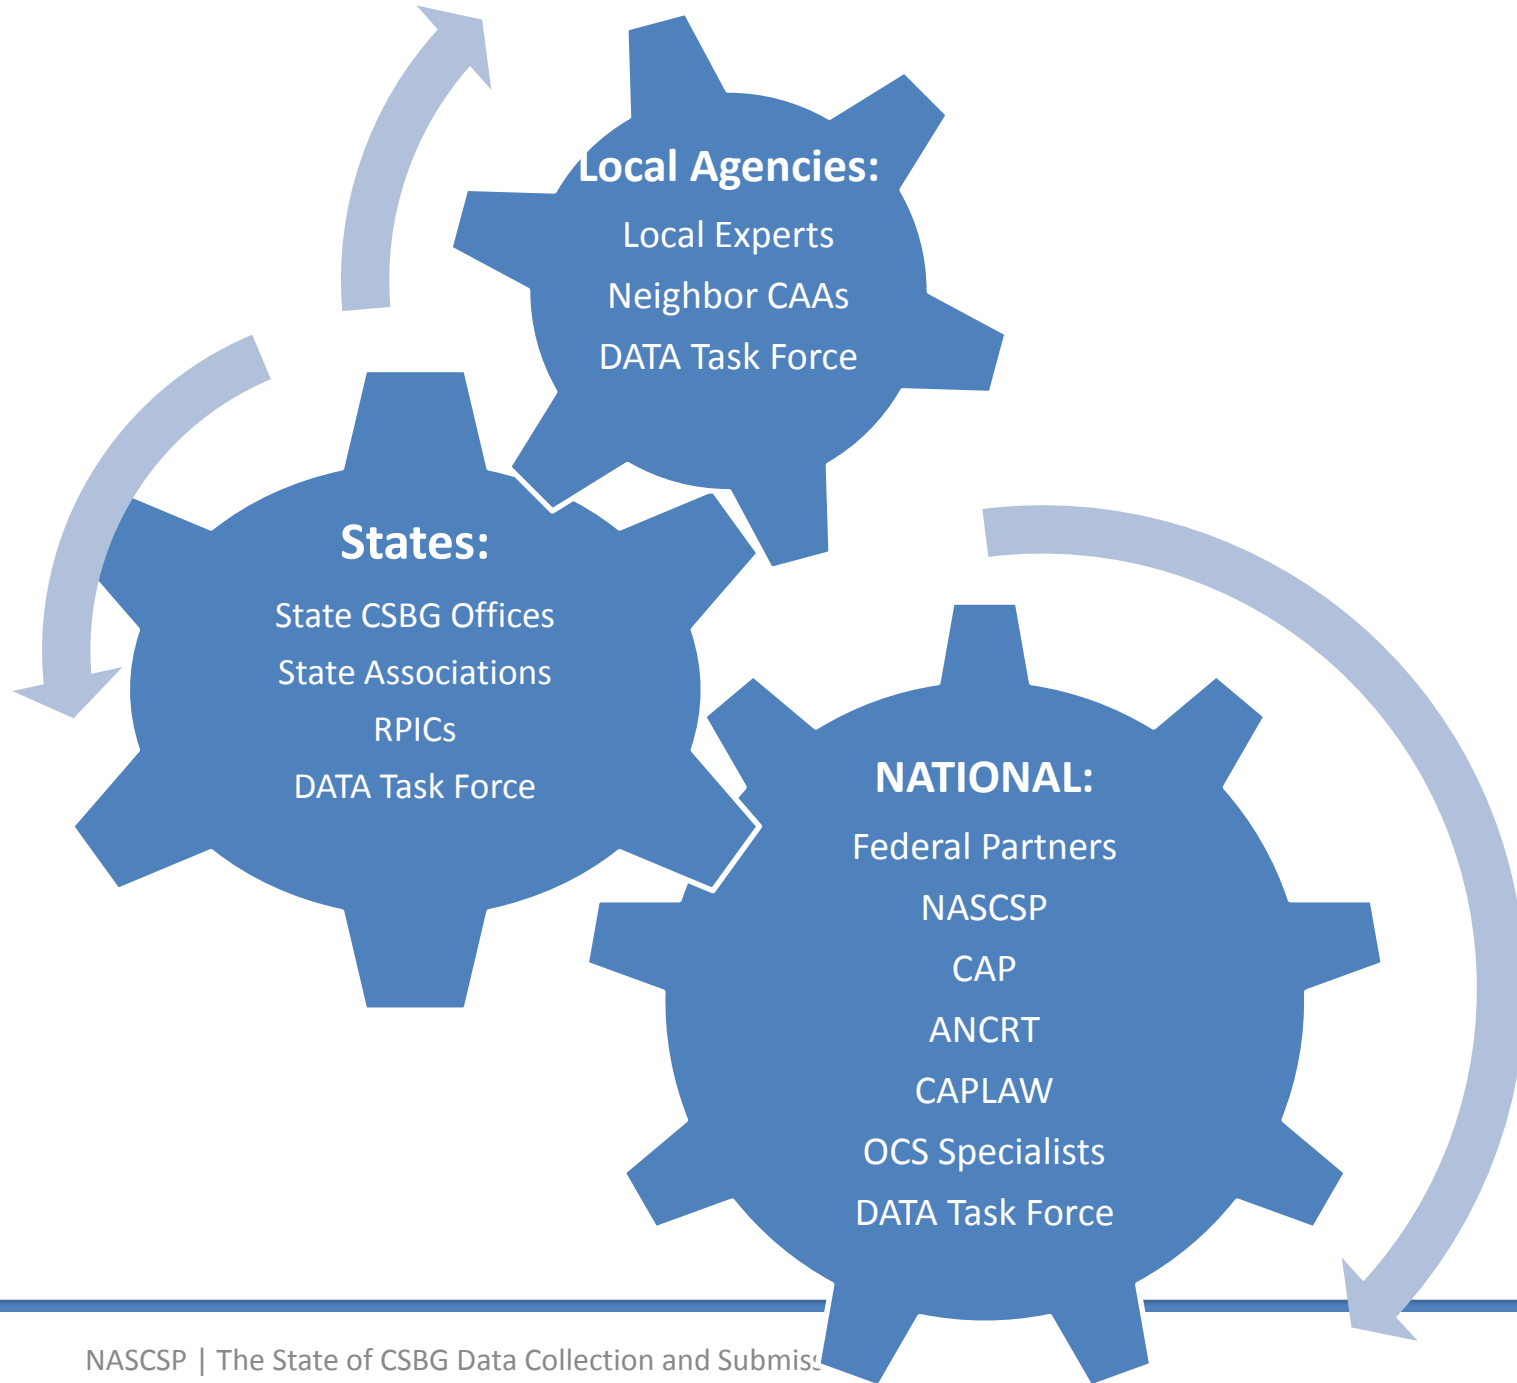 Local Agencies:
Local Experts
Neighbor CAAs
DATA Task Force
States:
State CSBG Offices
State Associations
RPICs
DATA Task Force
NATIONAL:
Federal Partners
NASCSP
CAP
ANCRT
CAPLAW
OCS Specialists
DATA Task Force
NASCSP | The State of CSBG Data Collection and